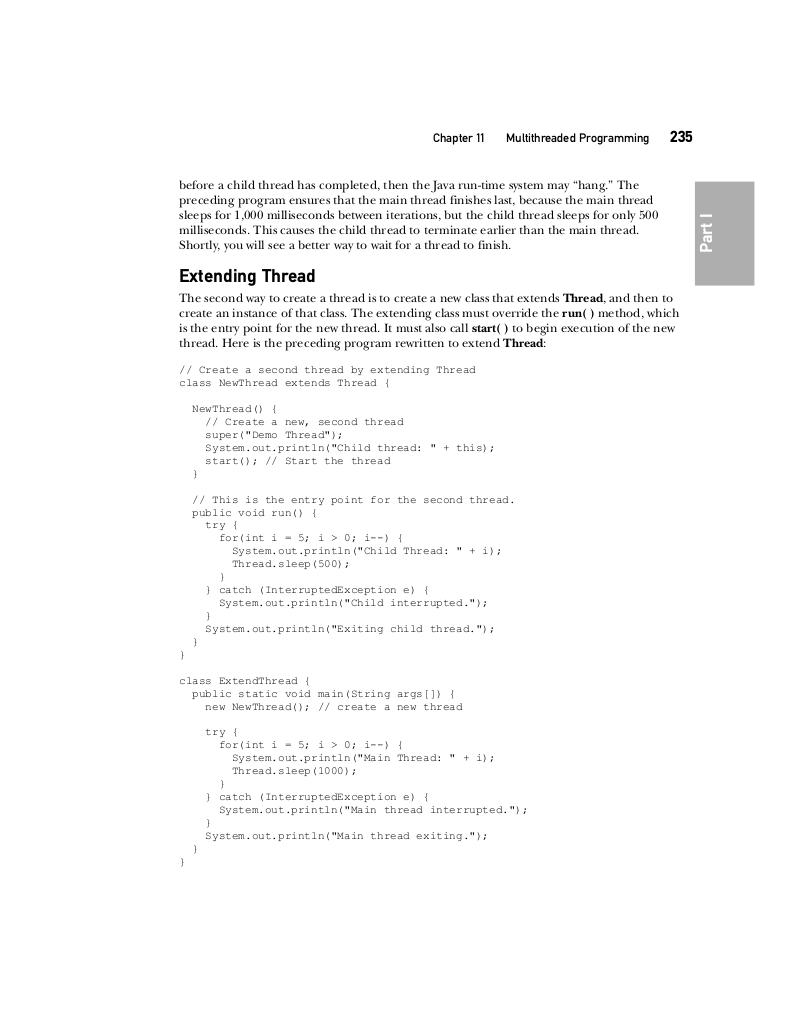 Chapter 11 Multithreaded Programming 235
Part I
before a child thread has completed, then the Java run-time system may “hang.” The
preceding program ensures that the main thread finishes last, because the main thread
sleeps for 1,000 milliseconds between iterations, but the child thread sleeps for only 500
milliseconds. This causes the child thread to terminate earlier than the main thread.
Shortly, you will see a better way to wait for a thread to finish.
Extending Thread
The second way to create a thread is to create a new class that extends Thread, and then to
create an instance of that class. The extending class must override the run( ) method, which
is the entry point for the new thread. It must also call start( ) to begin execution of the new
thread. Here is the preceding program rewritten to extend Thread:
// Create a second thread by extending Thread
class NewThread extends Thread {
  NewThread() {
    // Create a new, second thread
    super("Demo Thread");
    System.out.println("Child thread: " + this);
    start(); // Start the thread
  }
  // This is the entry point for the second thread.
  public void run() {
    try {
      for(int i = 5; i > 0; i--) {
        System.out.println("Child Thread: " + i);
        Thread.sleep(500);
      }
    } catch (InterruptedException e) {
      System.out.println("Child interrupted.");
    }
    System.out.println("Exiting child thread.");
  }
}
class ExtendThread {
  public static void main(String args[]) {
    new NewThread(); // create a new thread
    try {
      for(int i = 5; i > 0; i--) {
        System.out.println("Main Thread: " + i);
        Thread.sleep(1000);
      }
    } catch (InterruptedException e) {
      System.out.println("Main thread interrupted.");
    }
    System.out.println("Main thread exiting.");
  }
}